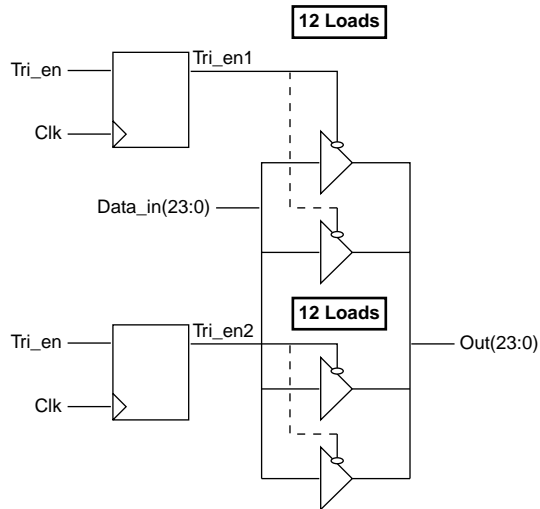 12 Loads
Tri_en1
Tri_en
Clk
Data_in(23:0)
12 Loads
Tri_en2
Tri_en
Out(23:0)
Clk